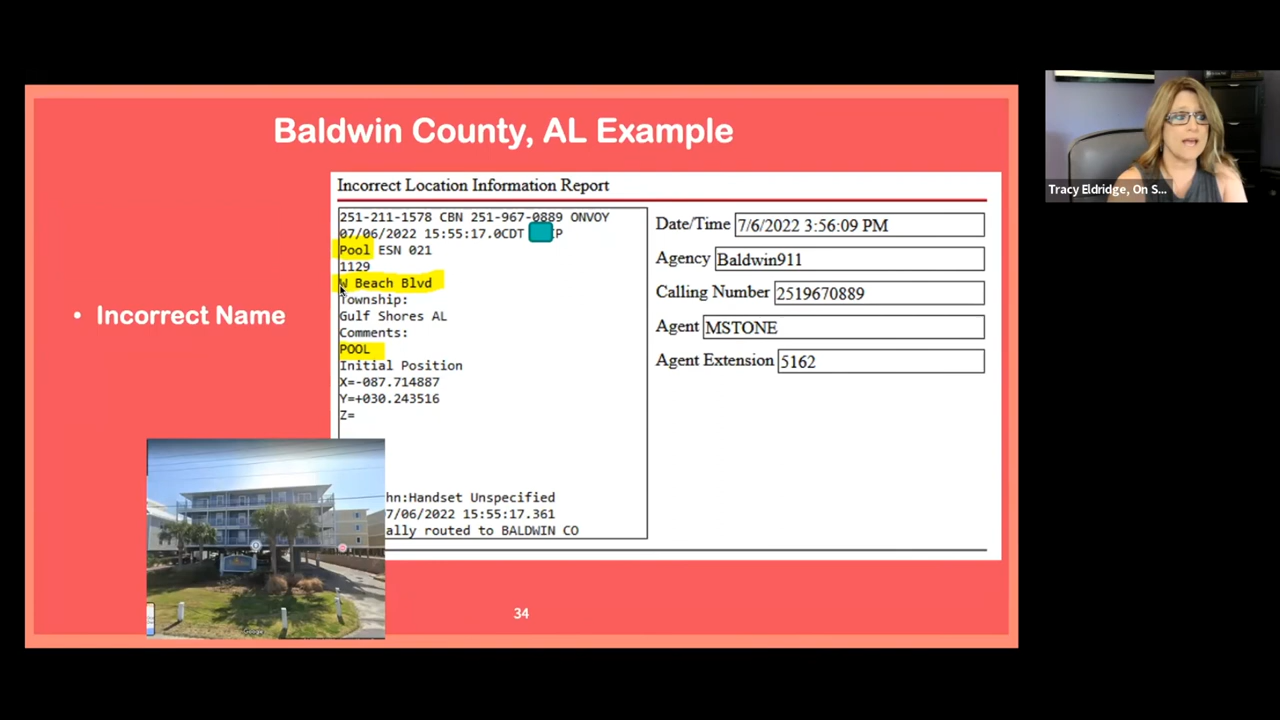 Baldwin County, AL Example
• Incorrect Name
Incorrect Location Information Report
251-211-1578 CBN 251-967-0889 ONVOY
07/06/2022 15:55:17.0CDT
Pool ESN 021
1129
W Beach Blvd
Township:
Gulf Shores AL
Comments:
POOL
Initial Position
X=-087.714887
Y=+030.243516
Z=
hn:Handset Unspecified
7/06/2022 15:55:17.361
ally routed to BALDWIN CO
Date/Time 7/6/2022 3:56:09 PM
Agency Baldwin911
Calling Number 2519670889
Agent MSTONE
Agent Extension 5162
Google
34
Tracy Eldridge, On S...